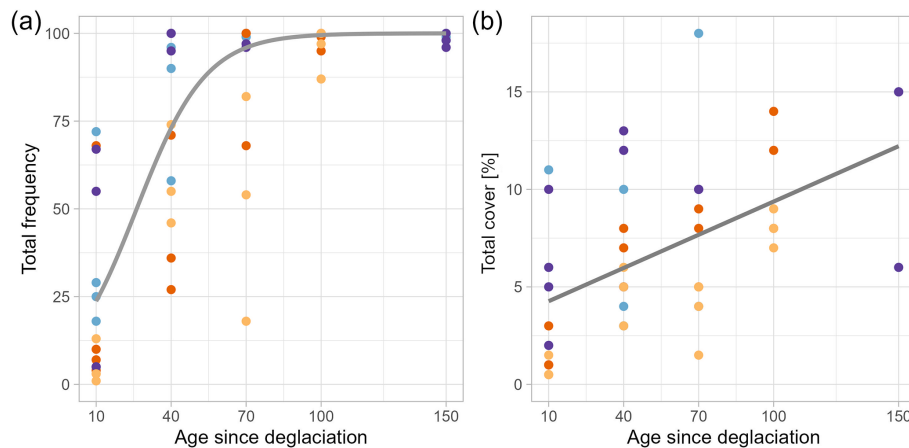 (a)
Total frequency
100
75
50
25
0
10 40 70 100 150
Age since deglaciation
(b)
Total cover [%]
15
10
5
0
10 40 70 100 150
Age since deglaciation